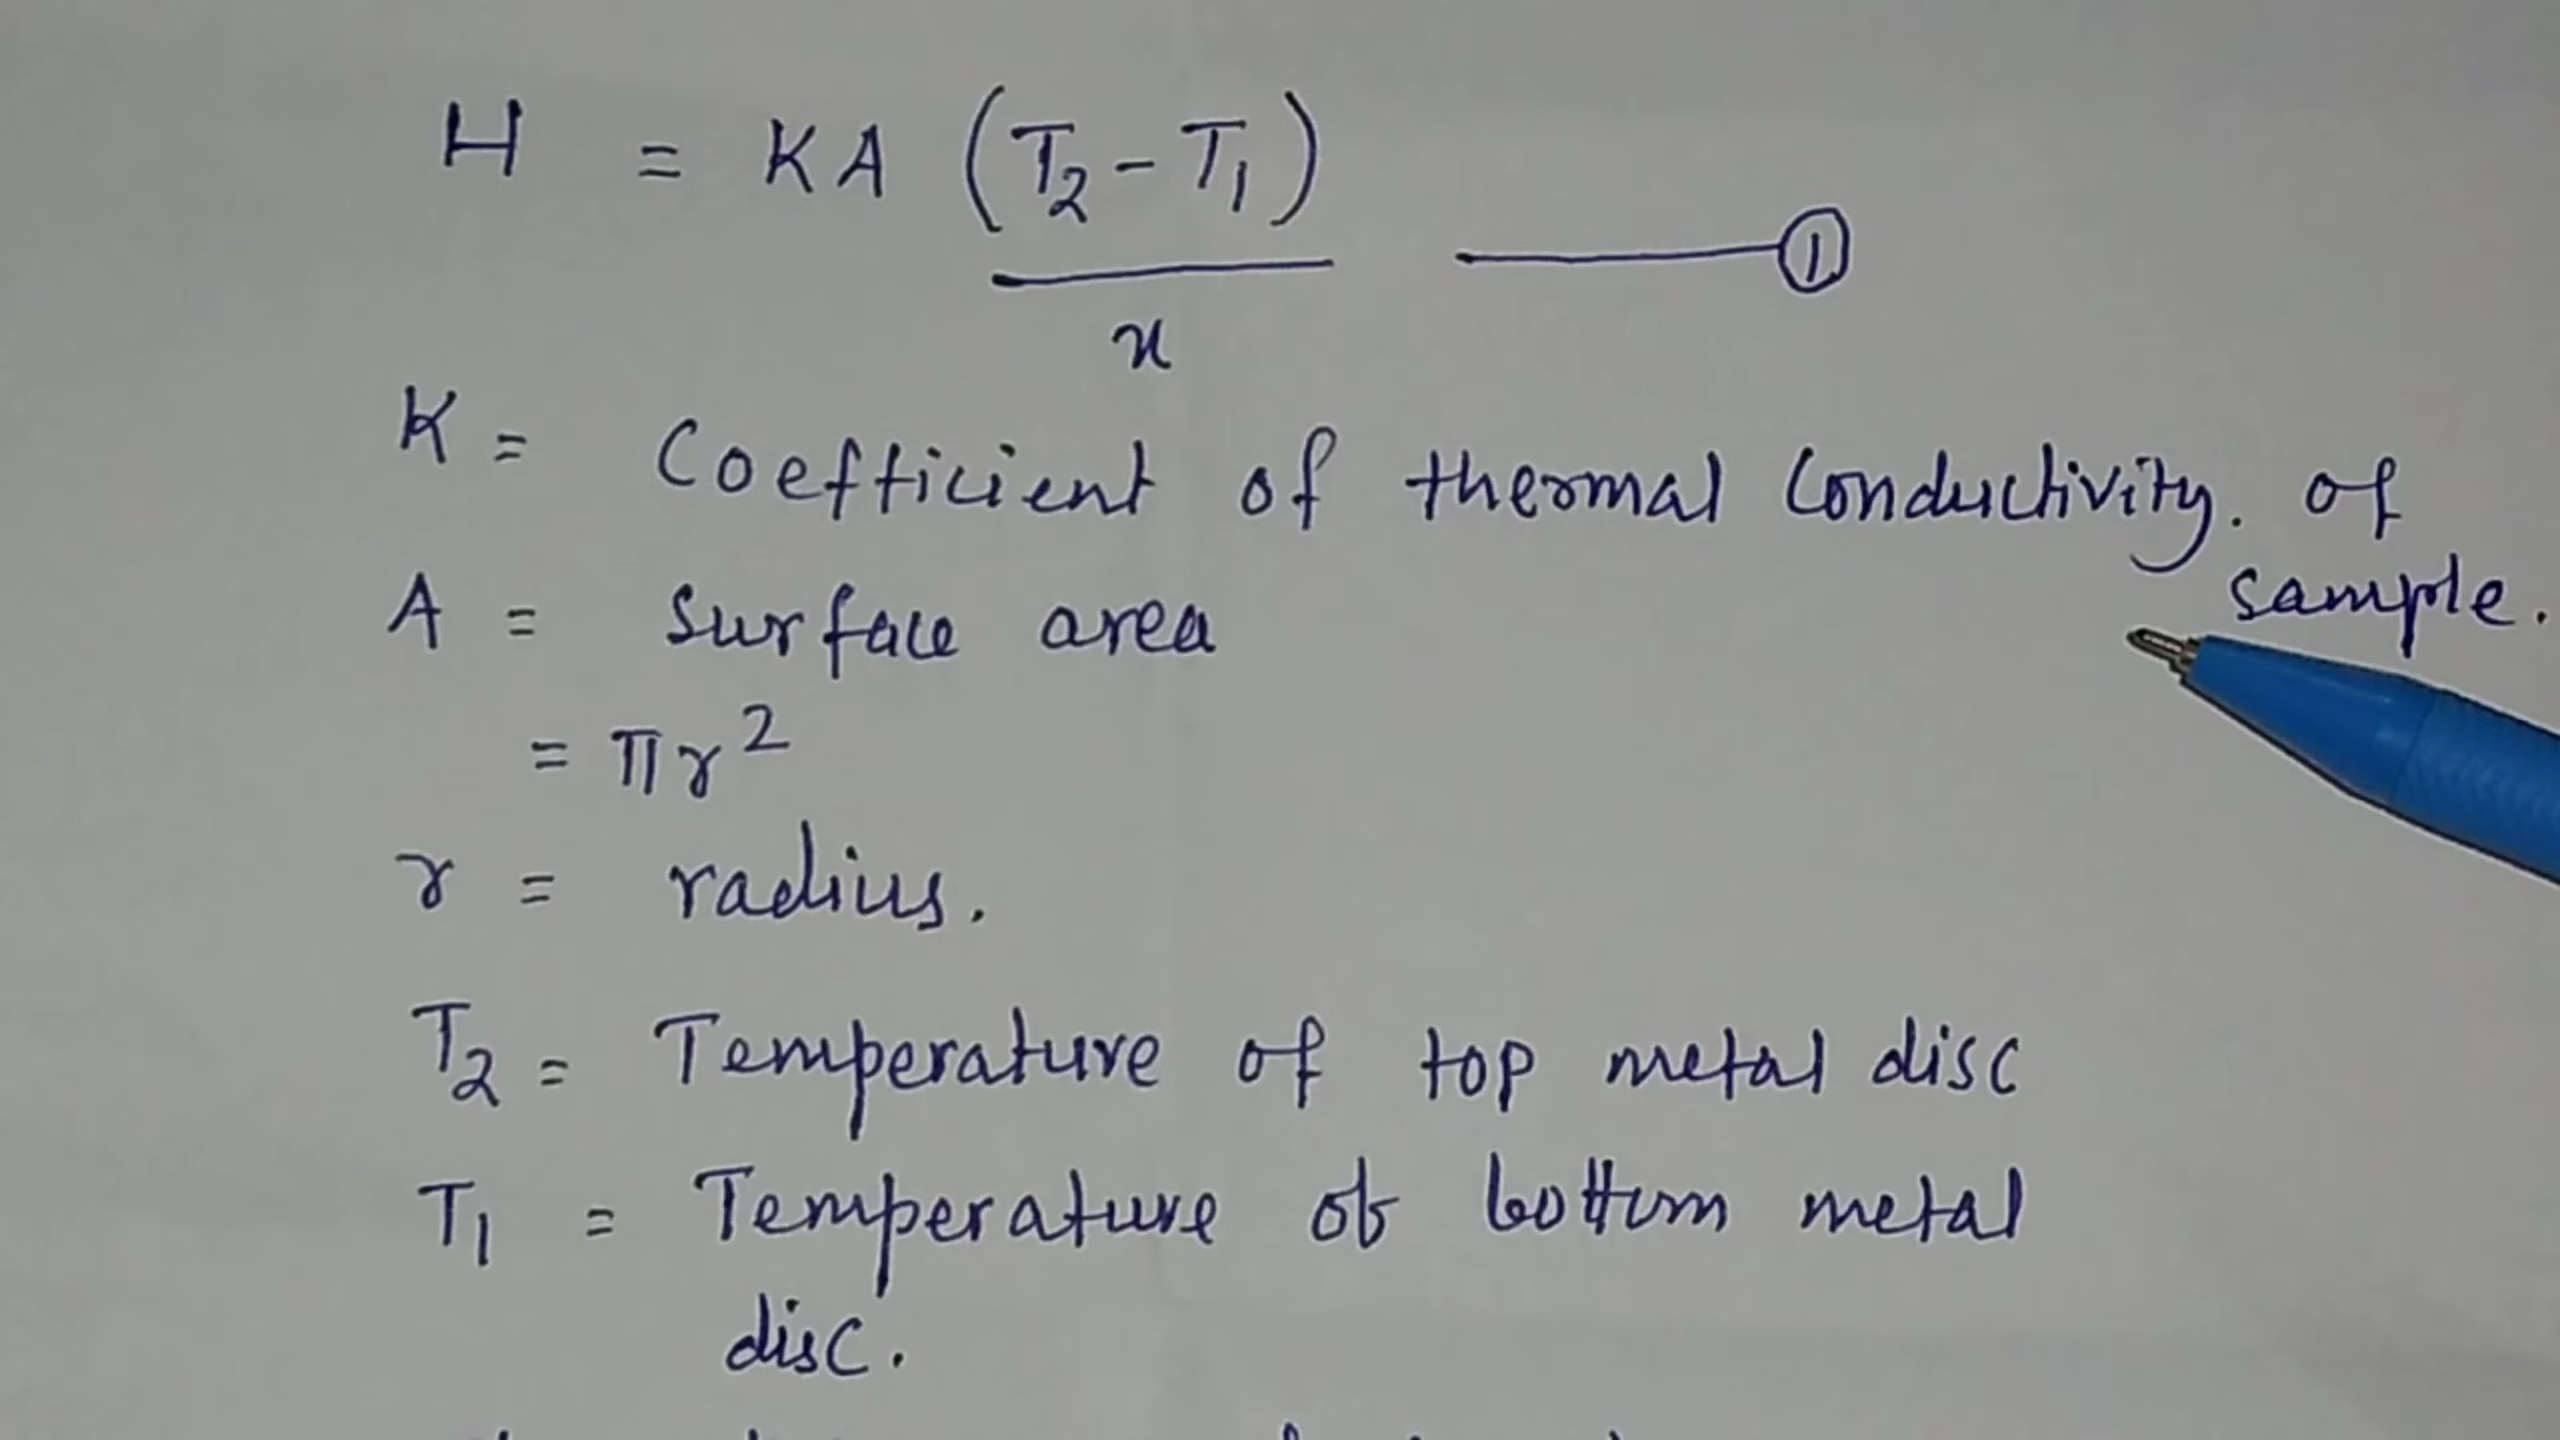 H = KA (T₂ - T₁) / x ——— ①
K = Coefficient of thermal Conductivity. of
sample.
A = Surface area
= πr²
r = radius.
T₂ = Temperature of top metal disc
T₁ = Temperature of bottom metal
disc.